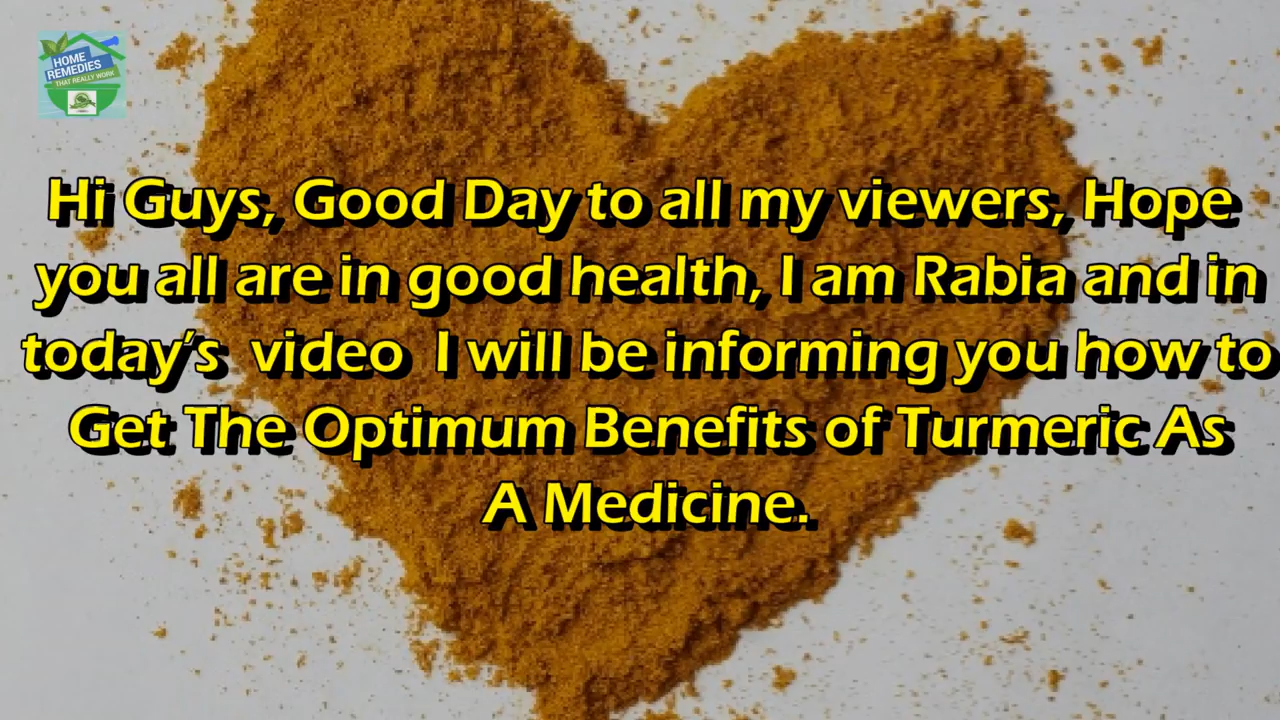 HOME
REMEDIES
THAT REALLY WORK
Hi Guys, Good Day to all my viewers, Hope
you all are in good health, I am Rabia and in
today's video I will be informing you how to
Get The Optimum Benefits of Turmeric As
A Medicine.